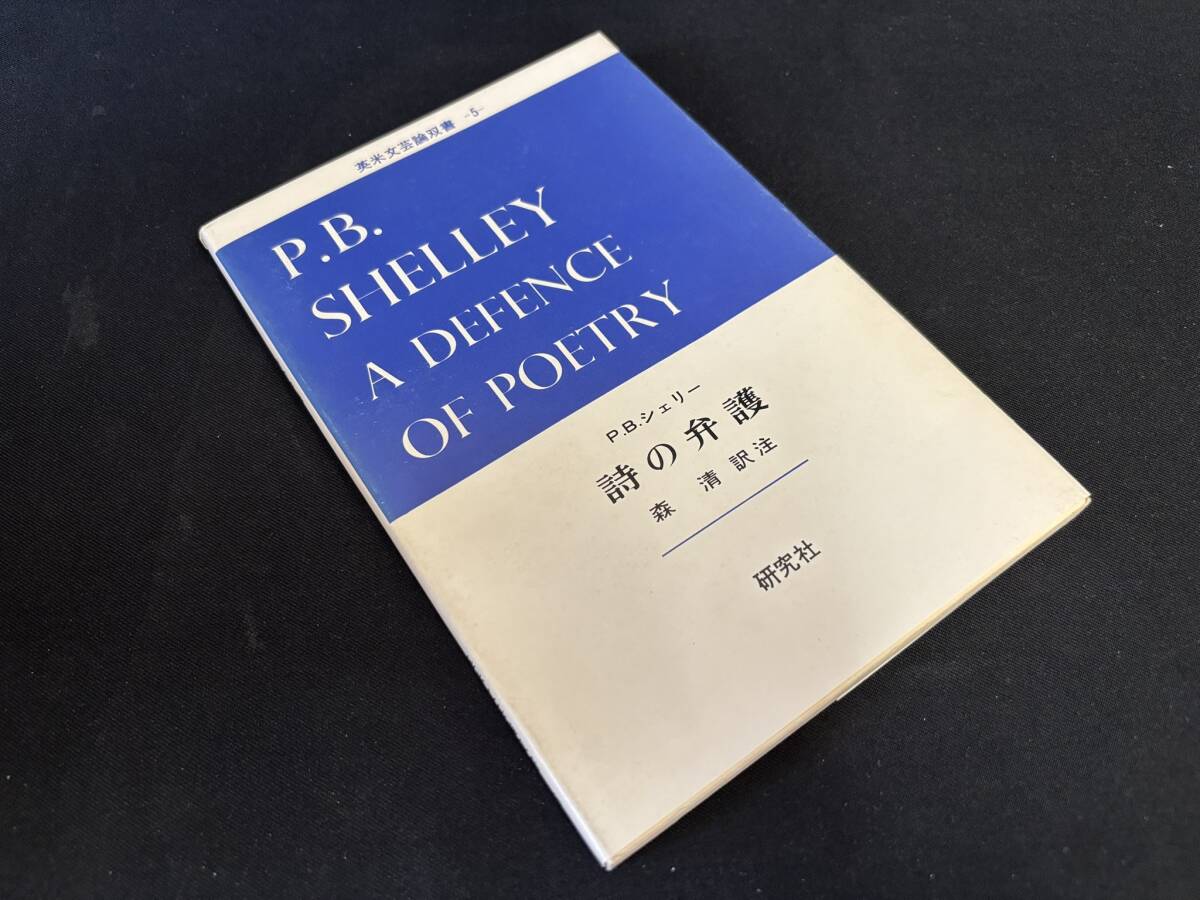 英米文芸論双書 -5-
P.B.
SHELLEY
A DEFENCE
OF POETRY
P.B.シェリー
詩の弁護
森 清 訳注
研究社